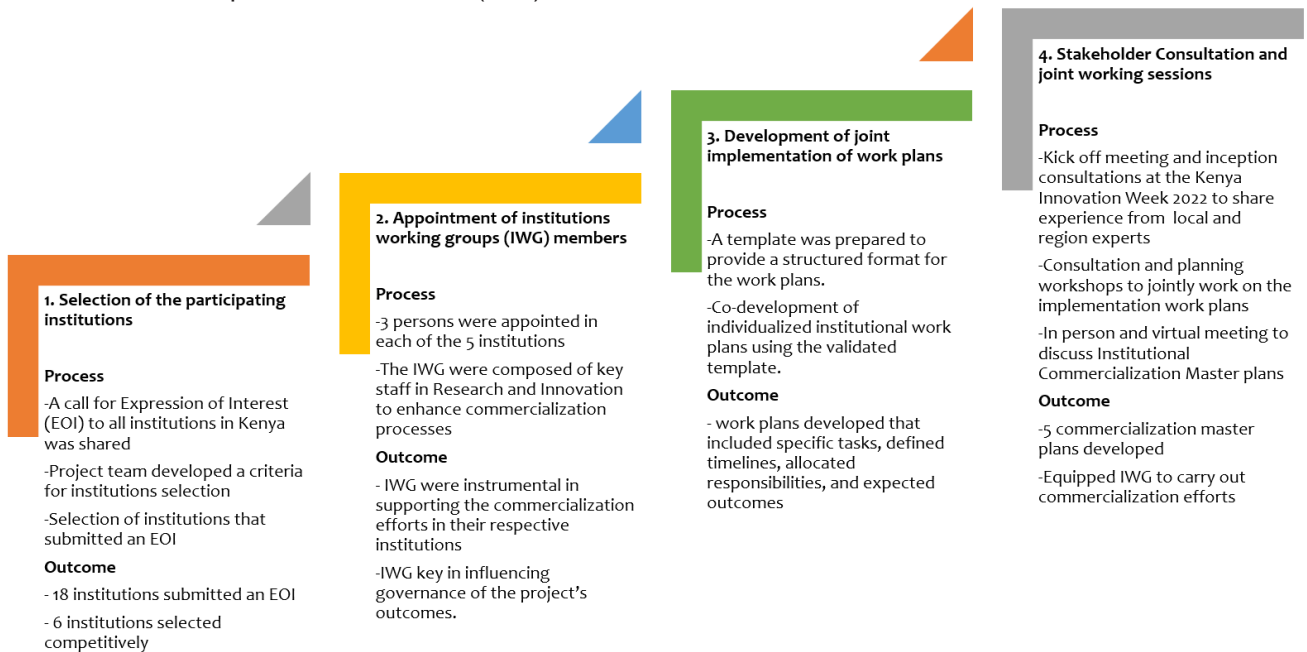 1. Selection of the participating
institutions
Process
-A call for Expression of Interest
(EOI) to all institutions in Kenya
was shared
-Project team developed a criteria
for institutions selection
-Selection of institutions that
submitted an EOI
Outcome
- 18 institutions submitted an EOI
- 6 institutions selected
competitively
2. Appointment of institutions
working groups (IWG) members
Process
-3 persons were appointed in
each of the 5 institutions
-The IWG were composed of key
staff in Research and Innovation
to enhance commercialization
processes
Outcome
- IWG were instrumental in
supporting the commercialization
efforts in their respective
institutions
-IWG key in influencing
governance of the project's
outcomes.
3. Development of joint
implementation of work plans
Process
-A template was prepared to
provide a structured format for
the work plans.
-Co-development of
individualized institutional work
plans using the validated
template.
Outcome
- work plans developed that
included specific tasks, defined
timelines, allocated
responsibilities, and expected
outcomes
4. Stakeholder Consultation and
joint working sessions
Process
-Kick off meeting and inception
consultations at the Kenya
Innovation Week 2022 to share
experience from  local and
region experts
-Consultation and planning
workshops to jointly work on the
implementation work plans
-In person and virtual meeting to
discuss Institutional
Commercialization Master plans
Outcome
-5 commercialization master
plans developed
-Equipped IWG to carry out
commercialization efforts